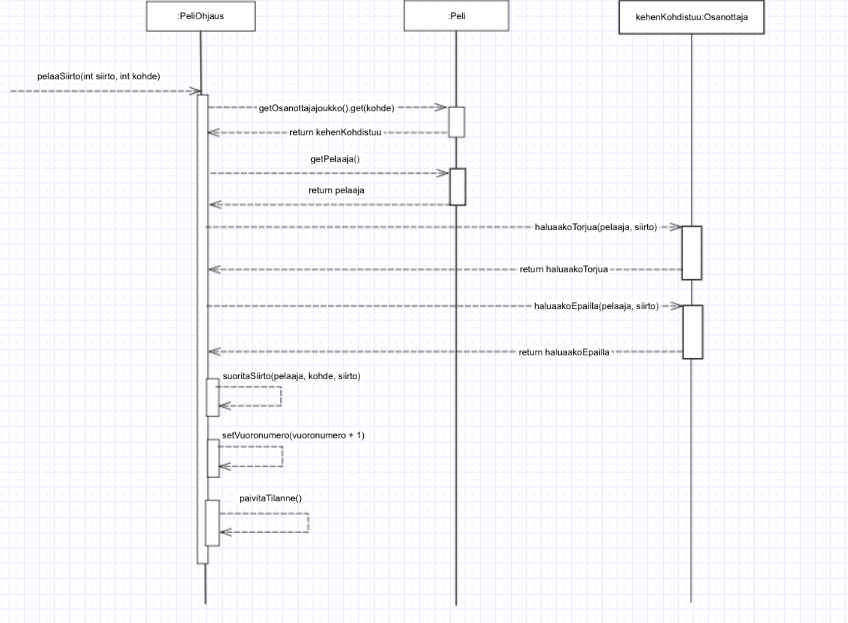 :PeliOhjaus
:Peli
kehenKohdistuu:Osanottaja
pelaaSiirto(int siirto, int kohde)
getOsanottajajoukko().get(kohde)
return kehenKohdistuu
getPelaaja()
return pelaaja
haluaakoTorjua(pelaaja, siirto)
return haluaakoTorjua
haluaakoEpailla(pelaaja, siirto)
return haluaakoEpailla
suoritaSiirto(pelaaja, kohde, siirto)
setVuoronumero(vuoronumero + 1)
paivitaTilanne()